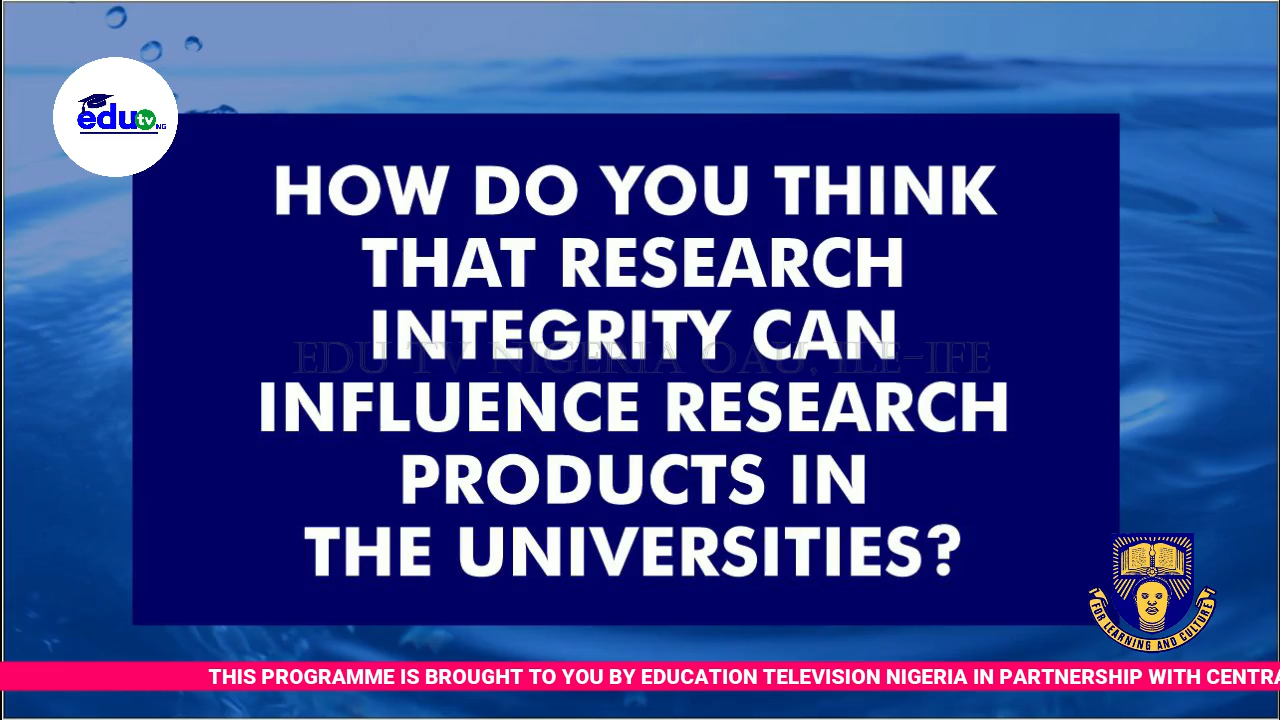 edu tv NG
HOW DO YOU THINK
THAT RESEARCH
INTEGRITY CAN
EDU TV NIGERIA OAU, ILE-IFE
INFLUENCE RESEARCH
PRODUCTS IN
THE UNIVERSITIES?
FOR LEARNING AND CULTURE
THIS PROGRAMME IS BROUGHT TO YOU BY EDUCATION TELEVISION NIGERIA IN PARTNERSHIP WITH CENTRA